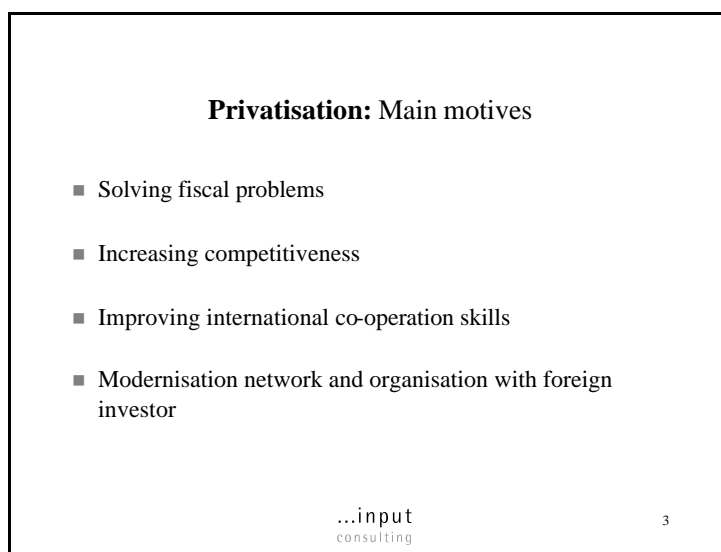 Privatisation: Main motives
■ Solving fiscal problems
■ Increasing competitiveness
■ Improving international co-operation skills
■ Modernisation network and organisation with foreign
investor
...input
consulting
3